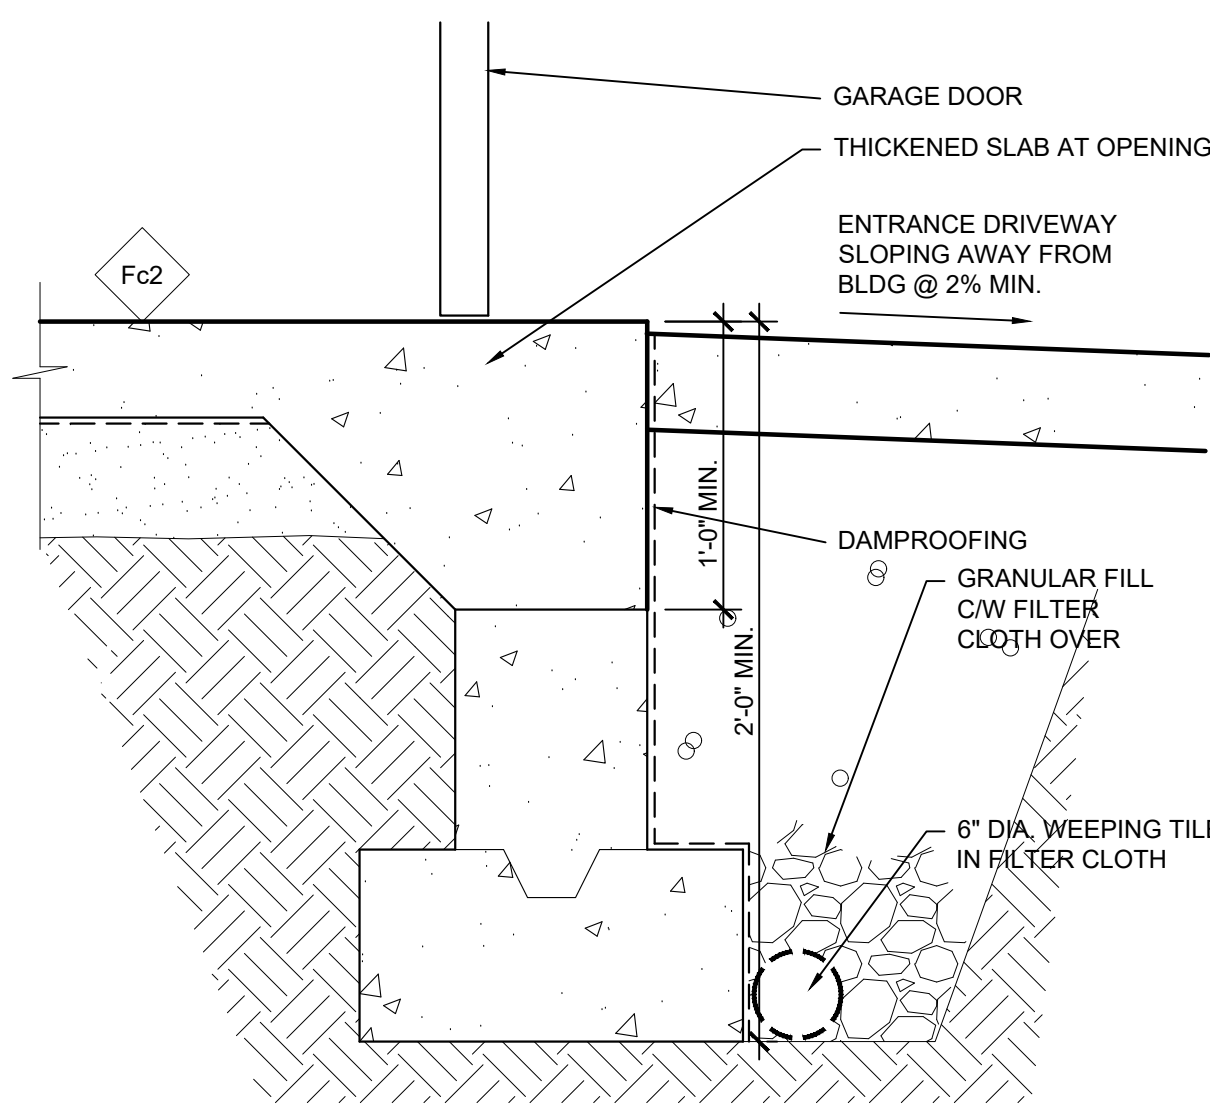 GARAGE DOOR
THICKENED SLAB AT OPENING
ENTRANCE DRIVEWAY
SLOPING AWAY FROM
BLDG @ 2% MIN.
Fc2
1'-0" MIN.
DAMPROOFING
GRANULAR FILL
C/W FILTER
CLOTH OVER
2'-0" MIN.
6" DIA. WEEPING TILE
IN FILTER CLOTH